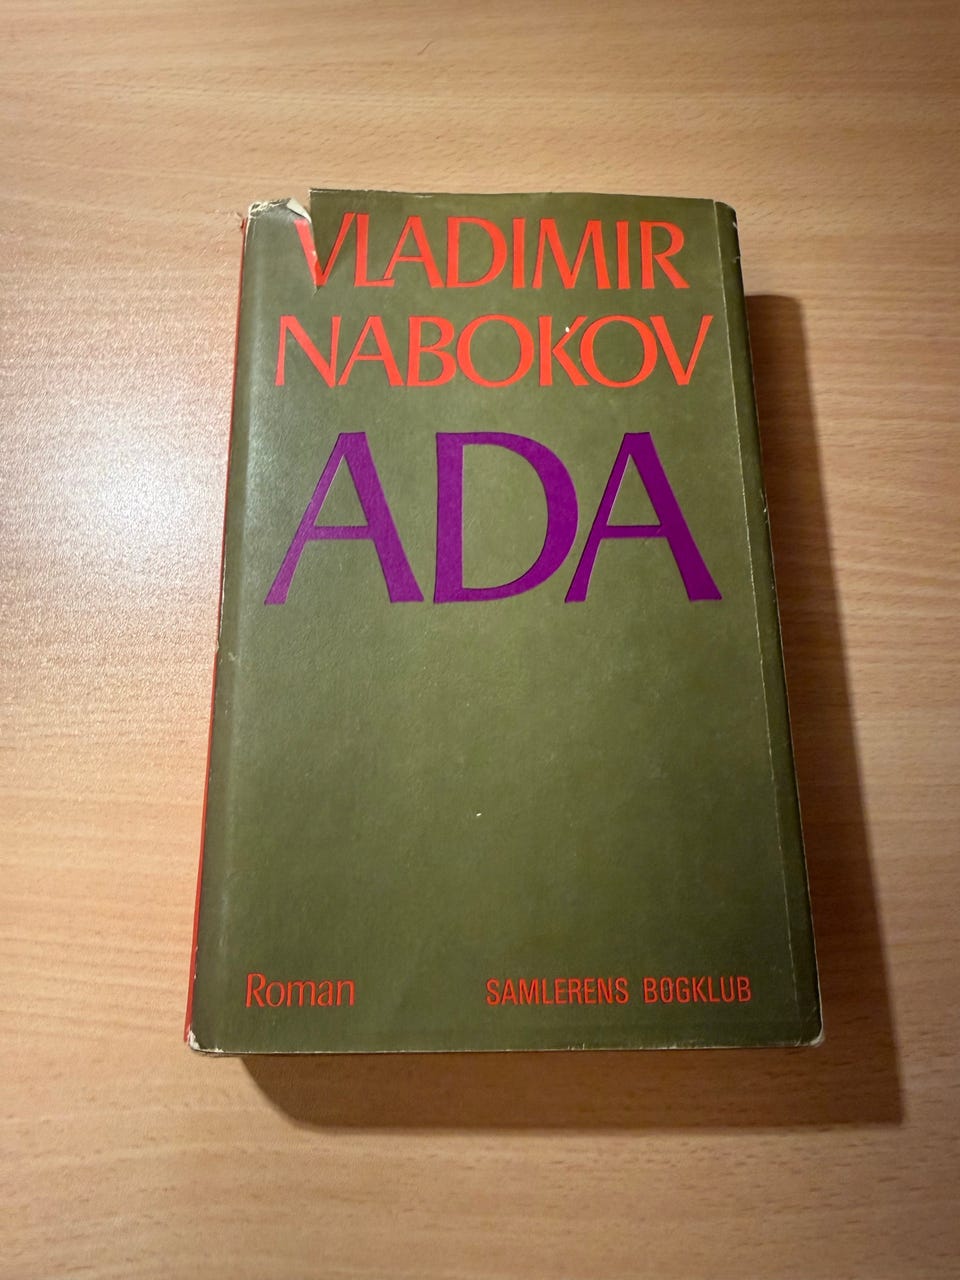 VLADIMIR
NABOKOV
ADA
Roman SAMLERENS BOGKLUB